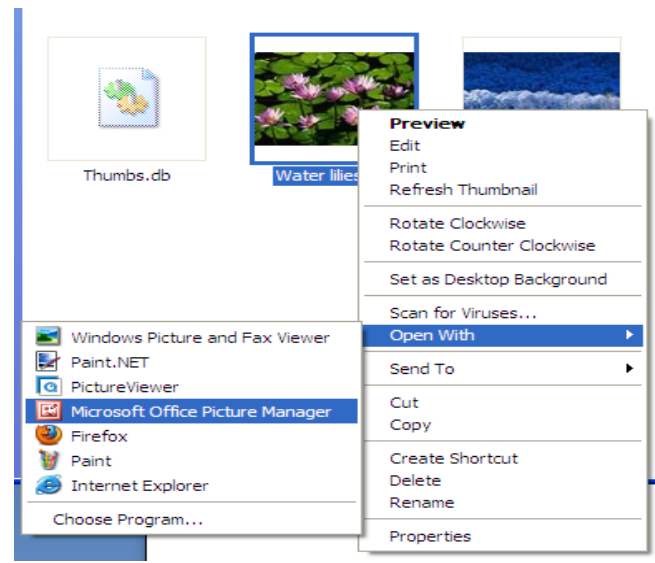 Thumbs.db
Water lilies
Preview
Edit
Print
Refresh Thumbnail
Rotate Clockwise
Rotate Counter Clockwise
Set as Desktop Background
Scan for Viruses...
Open With
Send To
Cut
Copy
Create Shortcut
Delete
Rename
Properties
Windows Picture and Fax Viewer
Paint.NET
PictureViewer
Microsoft Office Picture Manager
Firefox
Paint
Internet Explorer
Choose Program...